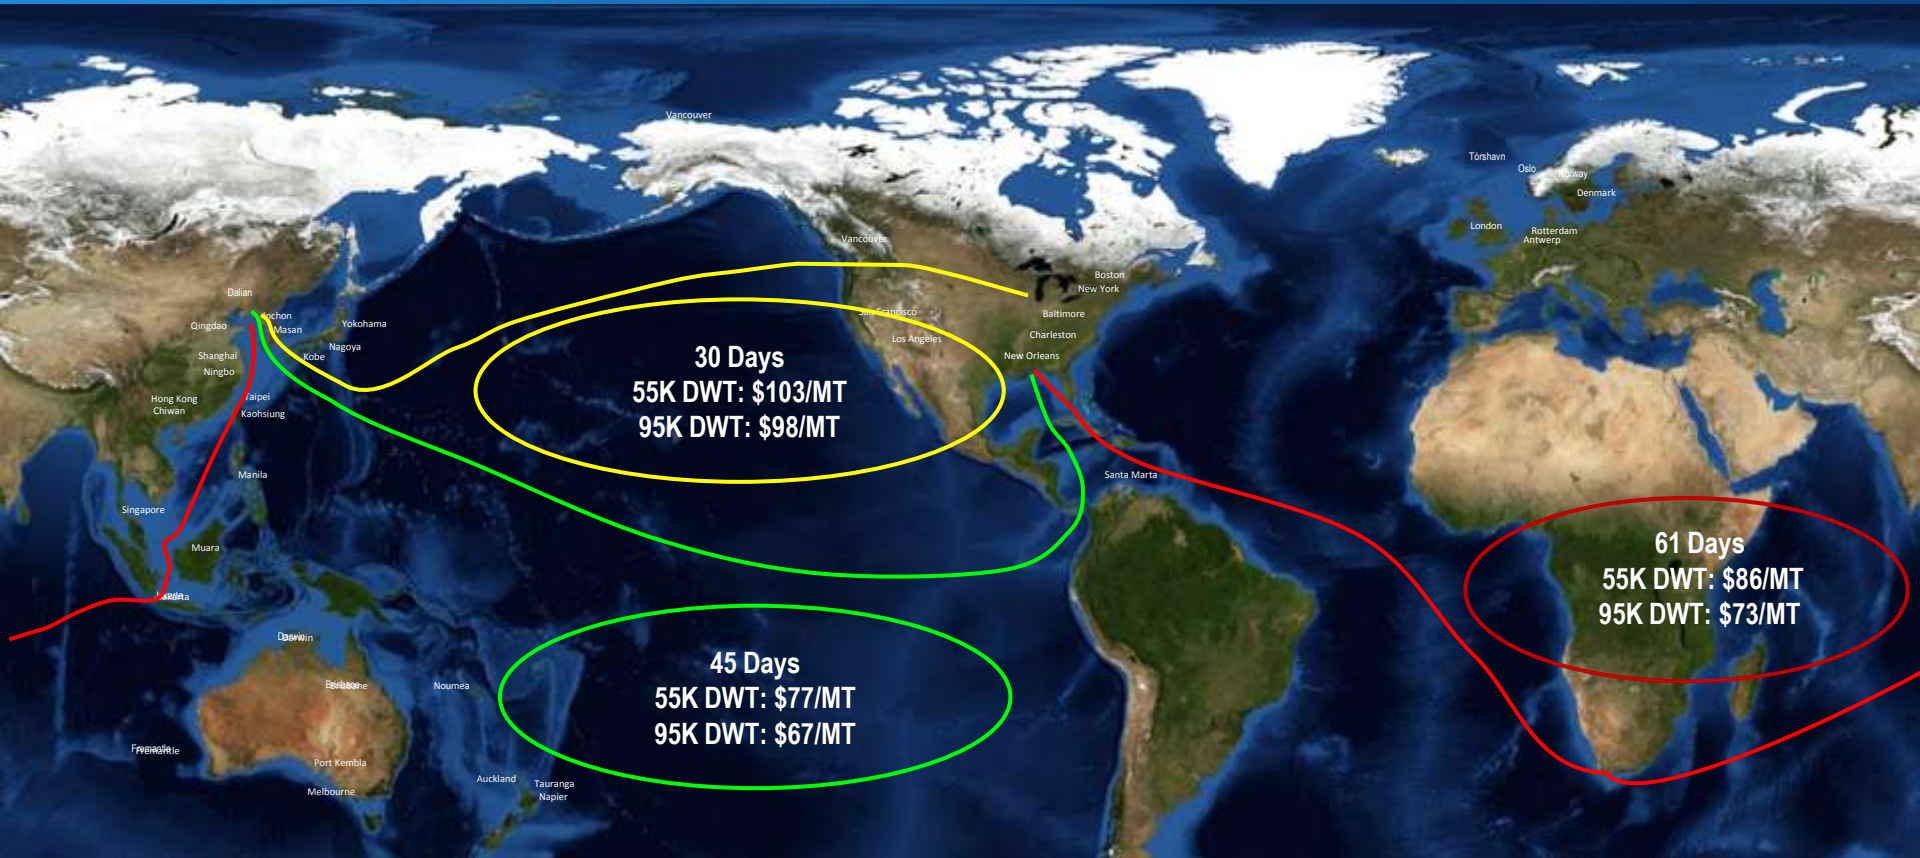 Vancouver
Tórshavn
Oslo
Norway
Denmark
London
Rotterdam
Antwerp
Vancouver
Boston
New York
Dalian
Inchon
Masan
Qingdao
Yokohama
San Francisco
Baltimore
Los Angeles
Charleston
Nagoya
Kobe
Shanghai
Ningbo
New Orleans
30 Days
55K DWT: $103/MT
95K DWT: $98/MT
Hong Kong
Chiwan
Taipei
Kaohsiung
Manila
Santa Marta
Singapore
Muara
61 Days
55K DWT: $86/MT
95K DWT: $73/MT
Jakarta
Darwin
45 Days
55K DWT: $77/MT
95K DWT: $67/MT
Brisbane
Noumea
Fremantle
Port Kembla
Melbourne
Auckland
Tauranga
Napier